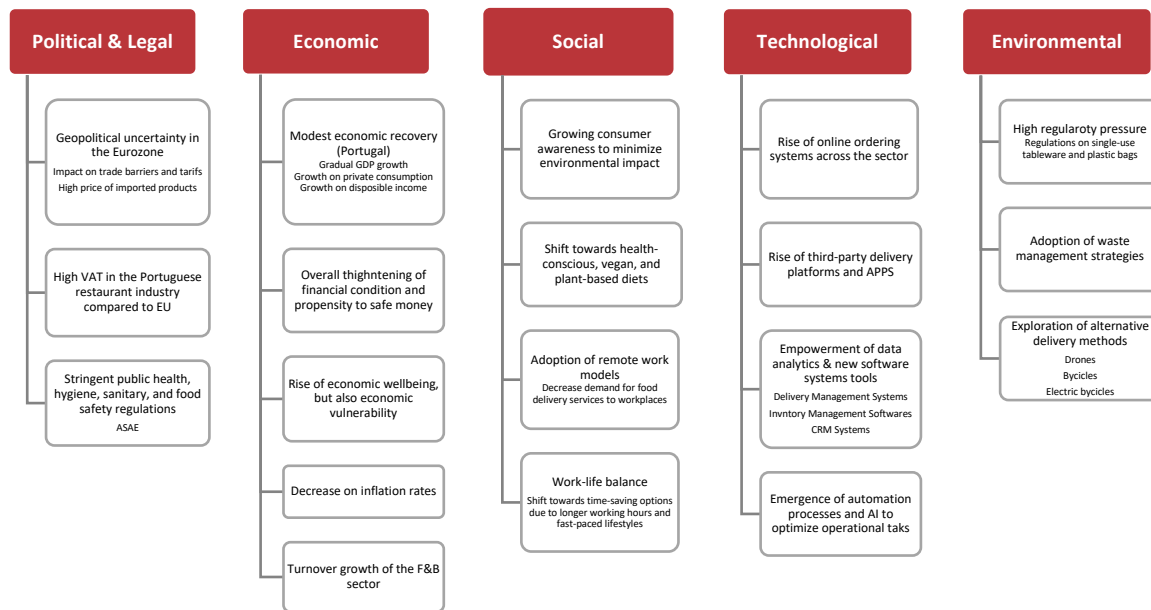 Political & Legal
Geopolitical uncertainty in
the Eurozone
Impact on trade barriers and tarifs
High price of imported products
High VAT in the Portuguese
restaurant industry
compared to EU
Stringent public health,
hygiene, sanitary, and food
safety regulations
ASAE
Economic
Modest economic recovery
(Portugal)
Gradual GDP growth
Growth on private consumption
Growth on disposible income
Overall thighntening of
financial condition and
propensity to safe money
Rise of economic wellbeing,
but also economic
vulnerability
Decrease on inflation rates
Turnover growth of the F&B
sector
Social
Growing consumer
awareness to minimize
environmental impact
Shift towards health-
conscious, vegan, and
plant-based diets
Adoption of remote work
models
Decrease demand for food
delivery services to workplaces
Work-life balance
Shift towards time-saving options
due to longer working hours and
fast-paced lifestyles
Technological
Rise of online ordering
systems across the sector
Rise of third-party delivery
platforms and APPS
Empowerment of data
analytics & new software
systems tools
Delivery Management Systems
Invntory Management Softwares
CRM Systems
Emergence of automation
processes and AI to
optimize operational taks
Environmental
High regularoty pressure
Regulations on single-use
tableware and plastic bags
Adoption of waste
management strategies
Exploration of alternative
delivery methods
Drones
Bycicles
Electric bycicles